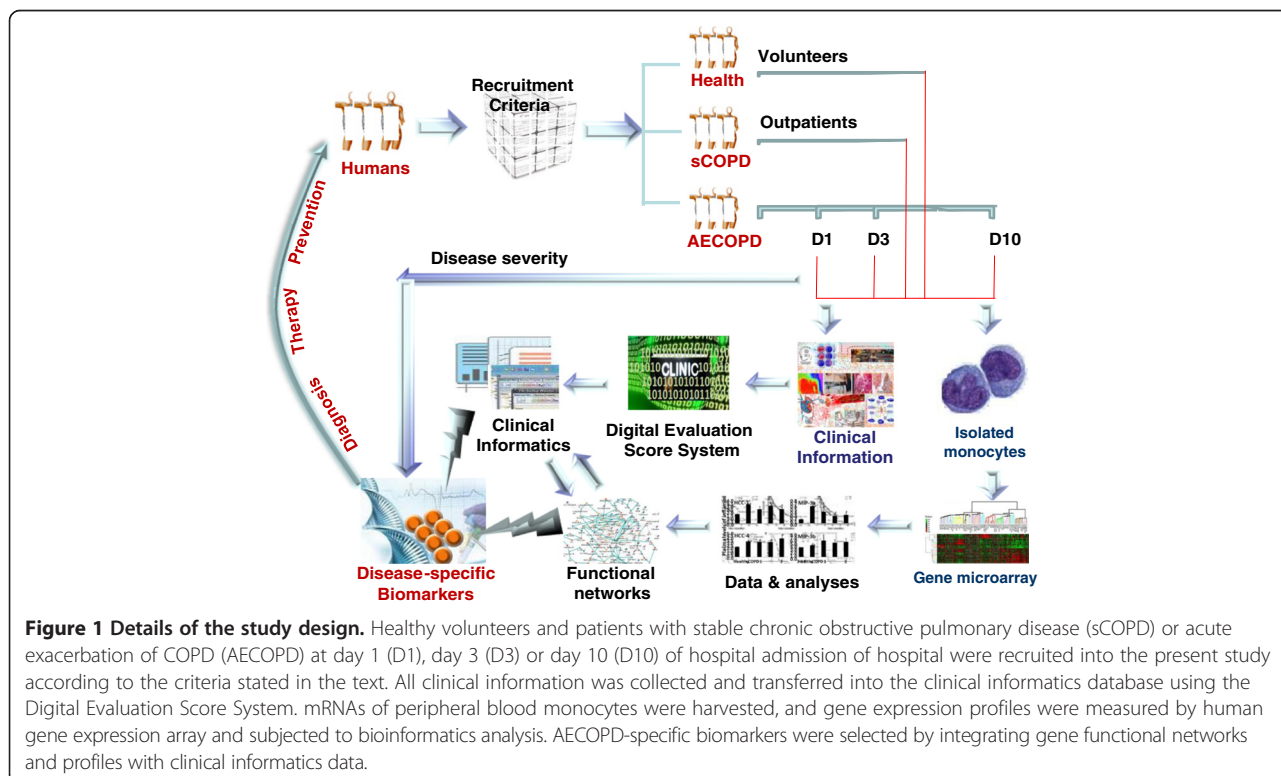 Volunteers
Health
Recruitment
Criteria
Outpatients
Humans
sCOPD
AECOPD
D1
D3
D10
Prevention
Therapy
Diagnosis
Disease severity
CLINIC
Clinical
Informatics
Digital Evaluation
Score System
Clinical
Information
Isolated
monocytes
HCC-4
Disease-specific
Biomarkers
Functional
networks
Data & analyses
Gene microarray
Figure 1 Details of the study design. Healthy volunteers and patients with stable chronic obstructive pulmonary disease (sCOPD) or acute
exacerbation of COPD (AECOPD) at day 1 (D1), day 3 (D3) or day 10 (D10) of hospital admission of hospital were recruited into the present study
according to the criteria stated in the text. All clinical information was collected and transferred into the clinical informatics database using the
Digital Evaluation Score System. mRNAs of peripheral blood monocytes were harvested, and gene expression profiles were measured by human
gene expression array and subjected to bioinformatics analysis. AECOPD-specific biomarkers were selected by integrating gene functional networks
and profiles with clinical informatics data.